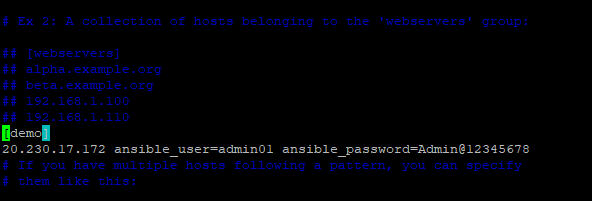 # Ex 2: A collection of hosts belonging to the 'webservers' group:
## [webservers]
## alpha.example.org
## beta.example.org
## 192.168.1.100
## 192.168.1.110
[demo]
20.230.17.172 ansible_user=admin01 ansible_password=Admin@12345678
# If you have multiple hosts following a pattern, you can specify
# them like this: